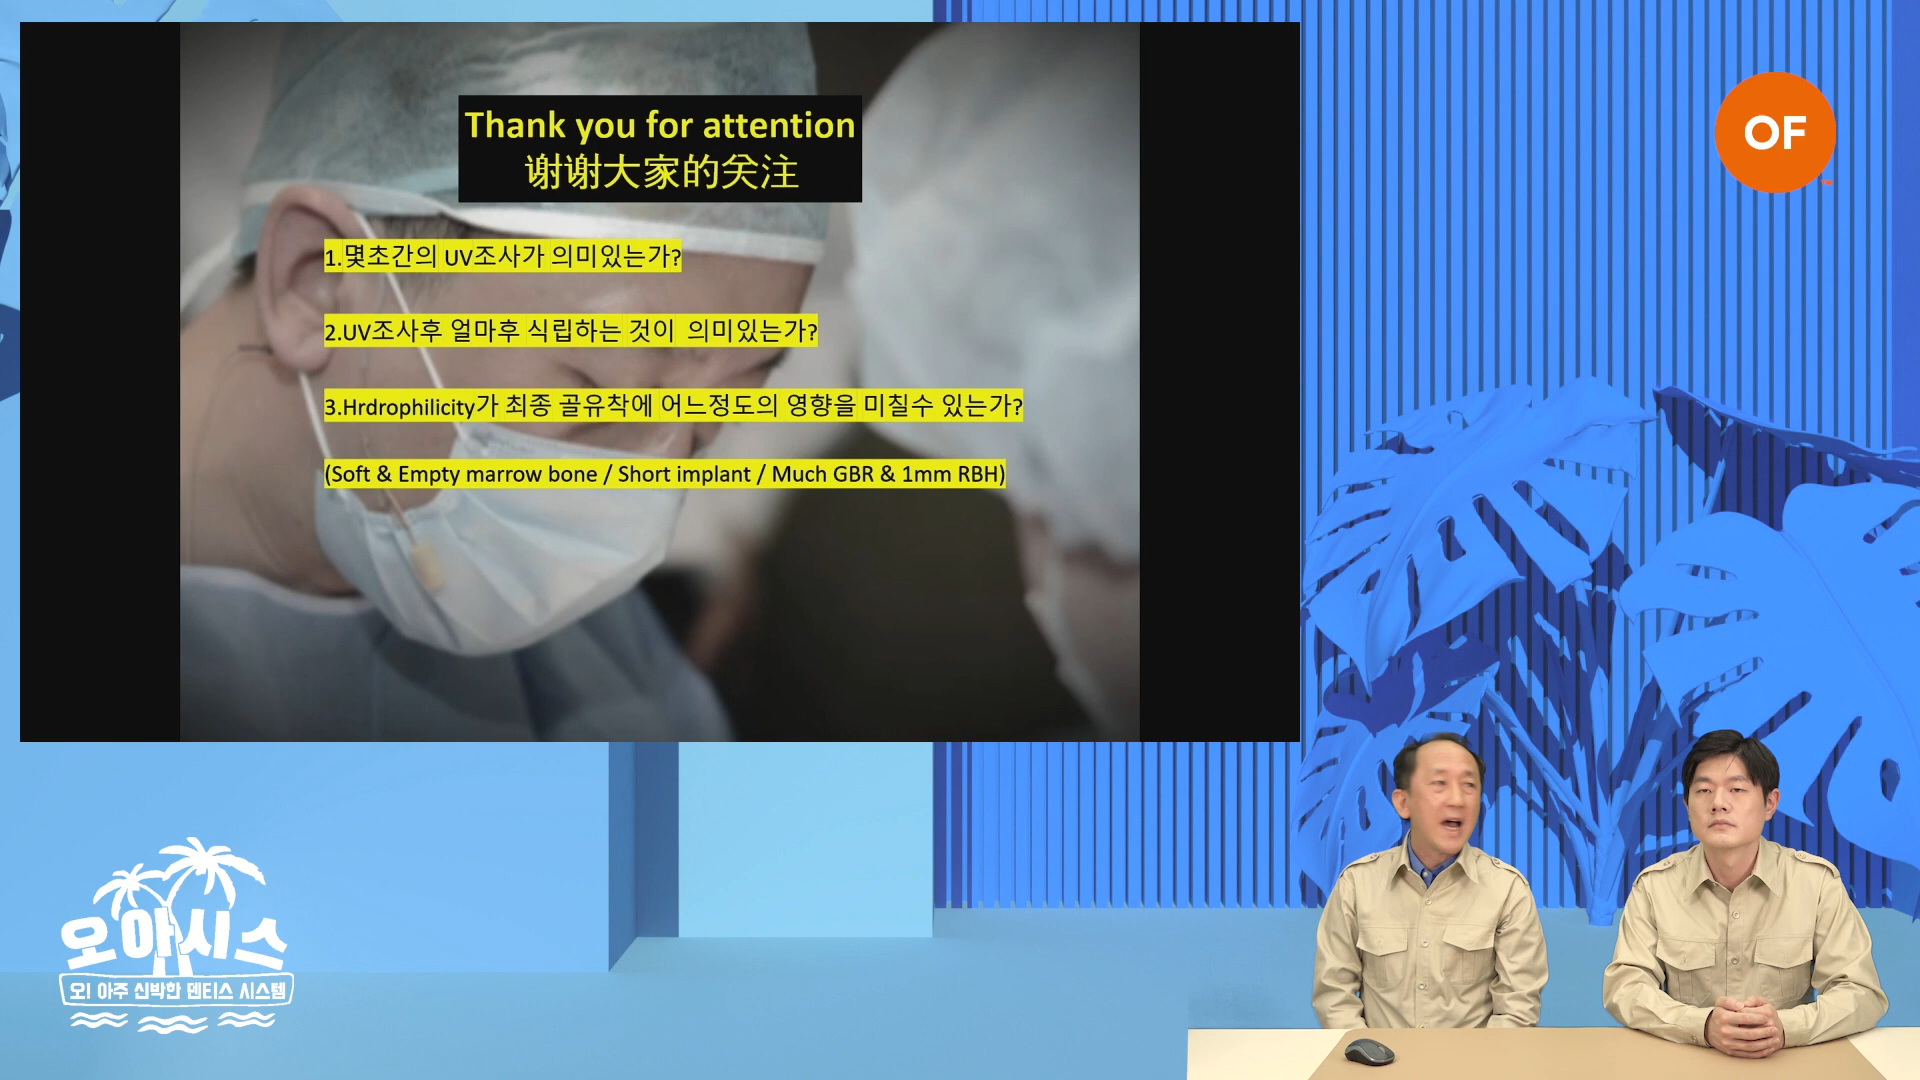 Thank you for attention
谢谢大家的关注
1.몇초간의 UV조사가 의미있는가?
2.UV조사후 얼마후 식립하는 것이 의미있는가?
3.Hrdrophilicity가 최종 골유착에 어느정도의 영향을 미칠수 있는가?
(Soft & Empty marrow bone / Short implant / Much GBR & 1mm RBH)
OF
오아시스
오! 아주 신박한 덴티스 시스템